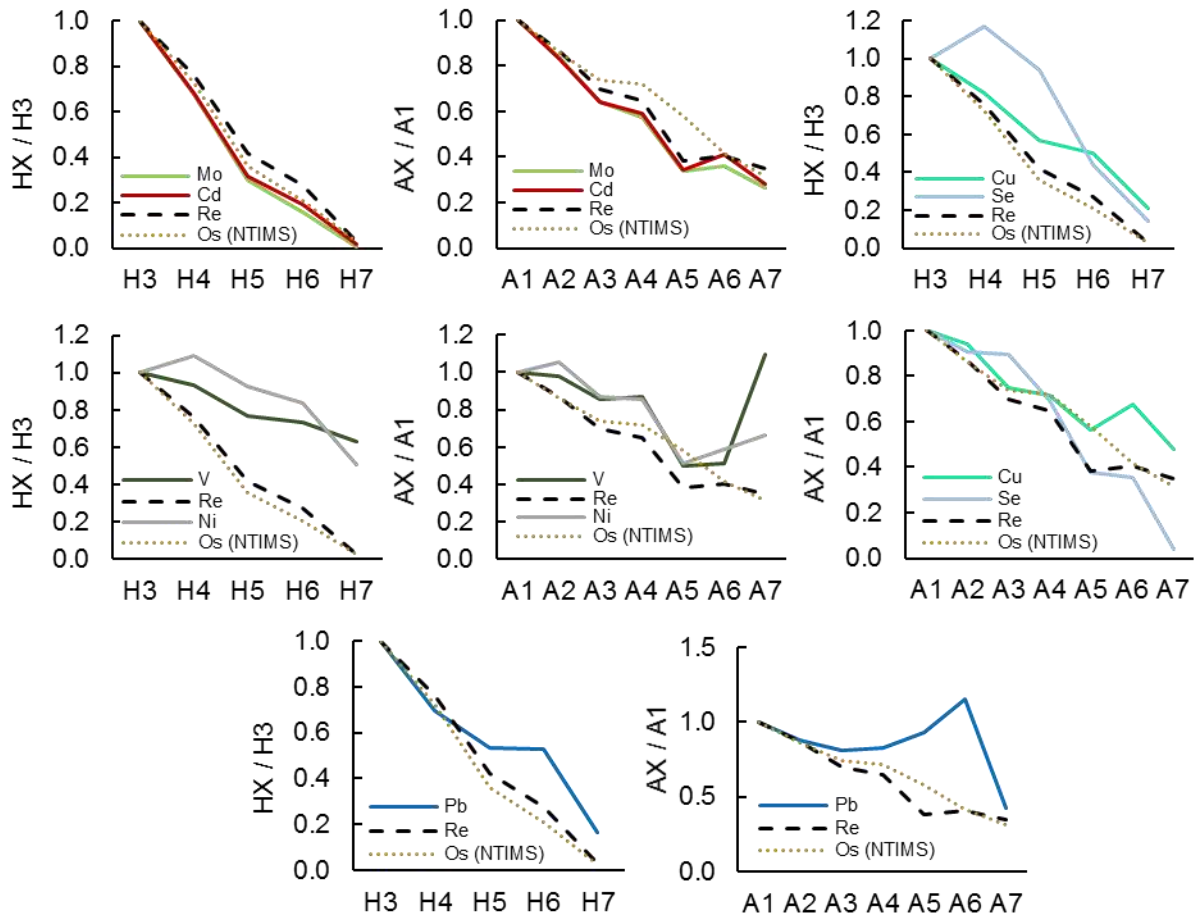 1.0
0.8
0.6
0.4
0.2
0.0
HX / H3
Mo
Cd
Re
Os (NTIMS)
H3 H4 H5 H6 H7
1.0
0.8
0.6
0.4
0.2
0.0
AX / A1
Mo
Cd
Re
Os (NTIMS)
A1 A2 A3 A4 A5 A6 A7
1.2
1.0
0.8
0.6
0.4
0.2
0.0
HX / H3
Cu
Se
Re
Os (NTIMS)
H3 H4 H5 H6 H7
1.2
1.0
0.8
0.6
0.4
0.2
0.0
HX / H3
V
Re
Ni
Os (NTIMS)
H3 H4 H5 H6 H7
1.2
1.0
0.8
0.6
0.4
0.2
0.0
AX / A1
V
Re
Ni
Os (NTIMS)
A1 A2 A3 A4 A5 A6 A7
1.0
0.8
0.6
0.4
0.2
0.0
AX / A1
Cu
Se
Re
Os (NTIMS)
A1 A2 A3 A4 A5 A6 A7
1.0
0.8
0.6
0.4
0.2
0.0
HX / H3
Pb
Re
Os (NTIMS)
H3 H4 H5 H6 H7
1.5
1.0
0.5
0.0
AX / A1
Pb
Re
Os (NTIMS)
A1 A2 A3 A4 A5 A6 A7